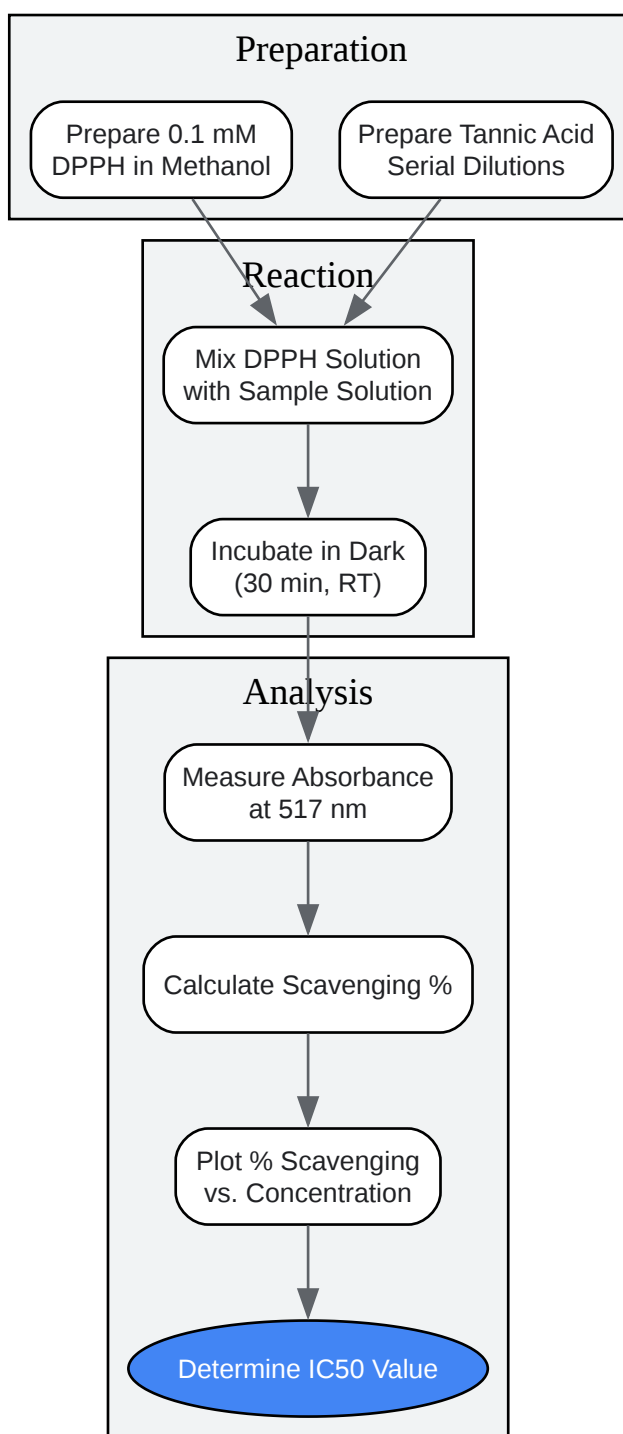 Preparation
Prepare 0.1 mM
DPPH in Methanol
Prepare Tannic Acid
Serial Dilutions
Reaction
Mix DPPH Solution
with Sample Solution
Incubate in Dark
(30 min, RT)
Analysis
Measure Absorbance
at 517 nm
Calculate Scavenging %
Plot % Scavenging
vs. Concentration
Determine IC50 Value